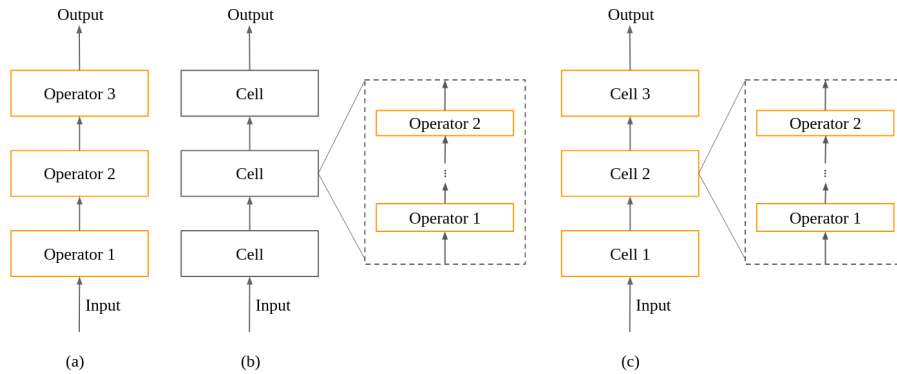 Output
Operator 3
Operator 2
Operator 1
Input
(a)
Output
Cell
Cell
Cell
Input
(b)
Operator 2
...
Operator 1
Output
Cell 3
Cell 2
Cell 1
Input
(c)
Operator 2
...
Operator 1